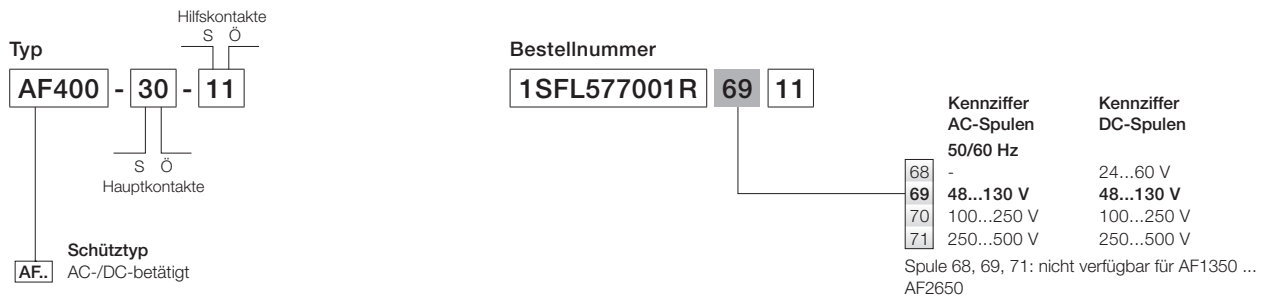 Hilfskontakte
S Ö
Typ
AF400 - 30 - 11
S Ö
Hauptkontakte
Schütztyp
AF.. AC-/DC-betätigt
Bestellnummer
1SFL577001R 69 11
Kennziffer Kennziffer
AC-Spulen DC-Spulen
50/60 Hz
68 - 24...60 V
69 48...130 V 48...130 V
70 100...250 V 100...250 V
71 250...500 V 250...500 V
Spule 68, 69, 71: nicht verfügbar für AF1350 ...
AF2650